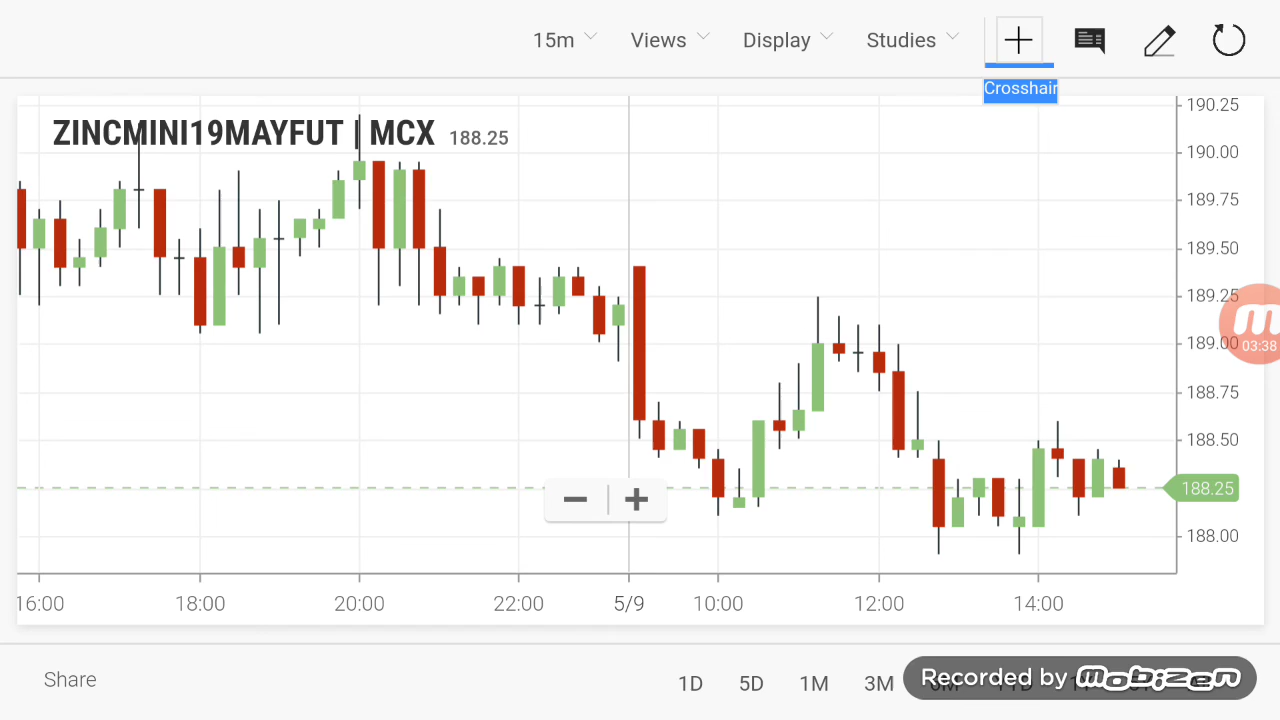 15m Views Display Studies
Crosshair
ZINCMINI19MAYFUT | MCX 188.25
190.25
190.00
189.75
189.50
189.25
189.00
188.75
188.50
188.25
188.00
03:38
16:00 18:00 20:00 22:00 5/9 10:00 12:00 14:00
Share 1D 5D 1M 3M
Recorded by mobizen